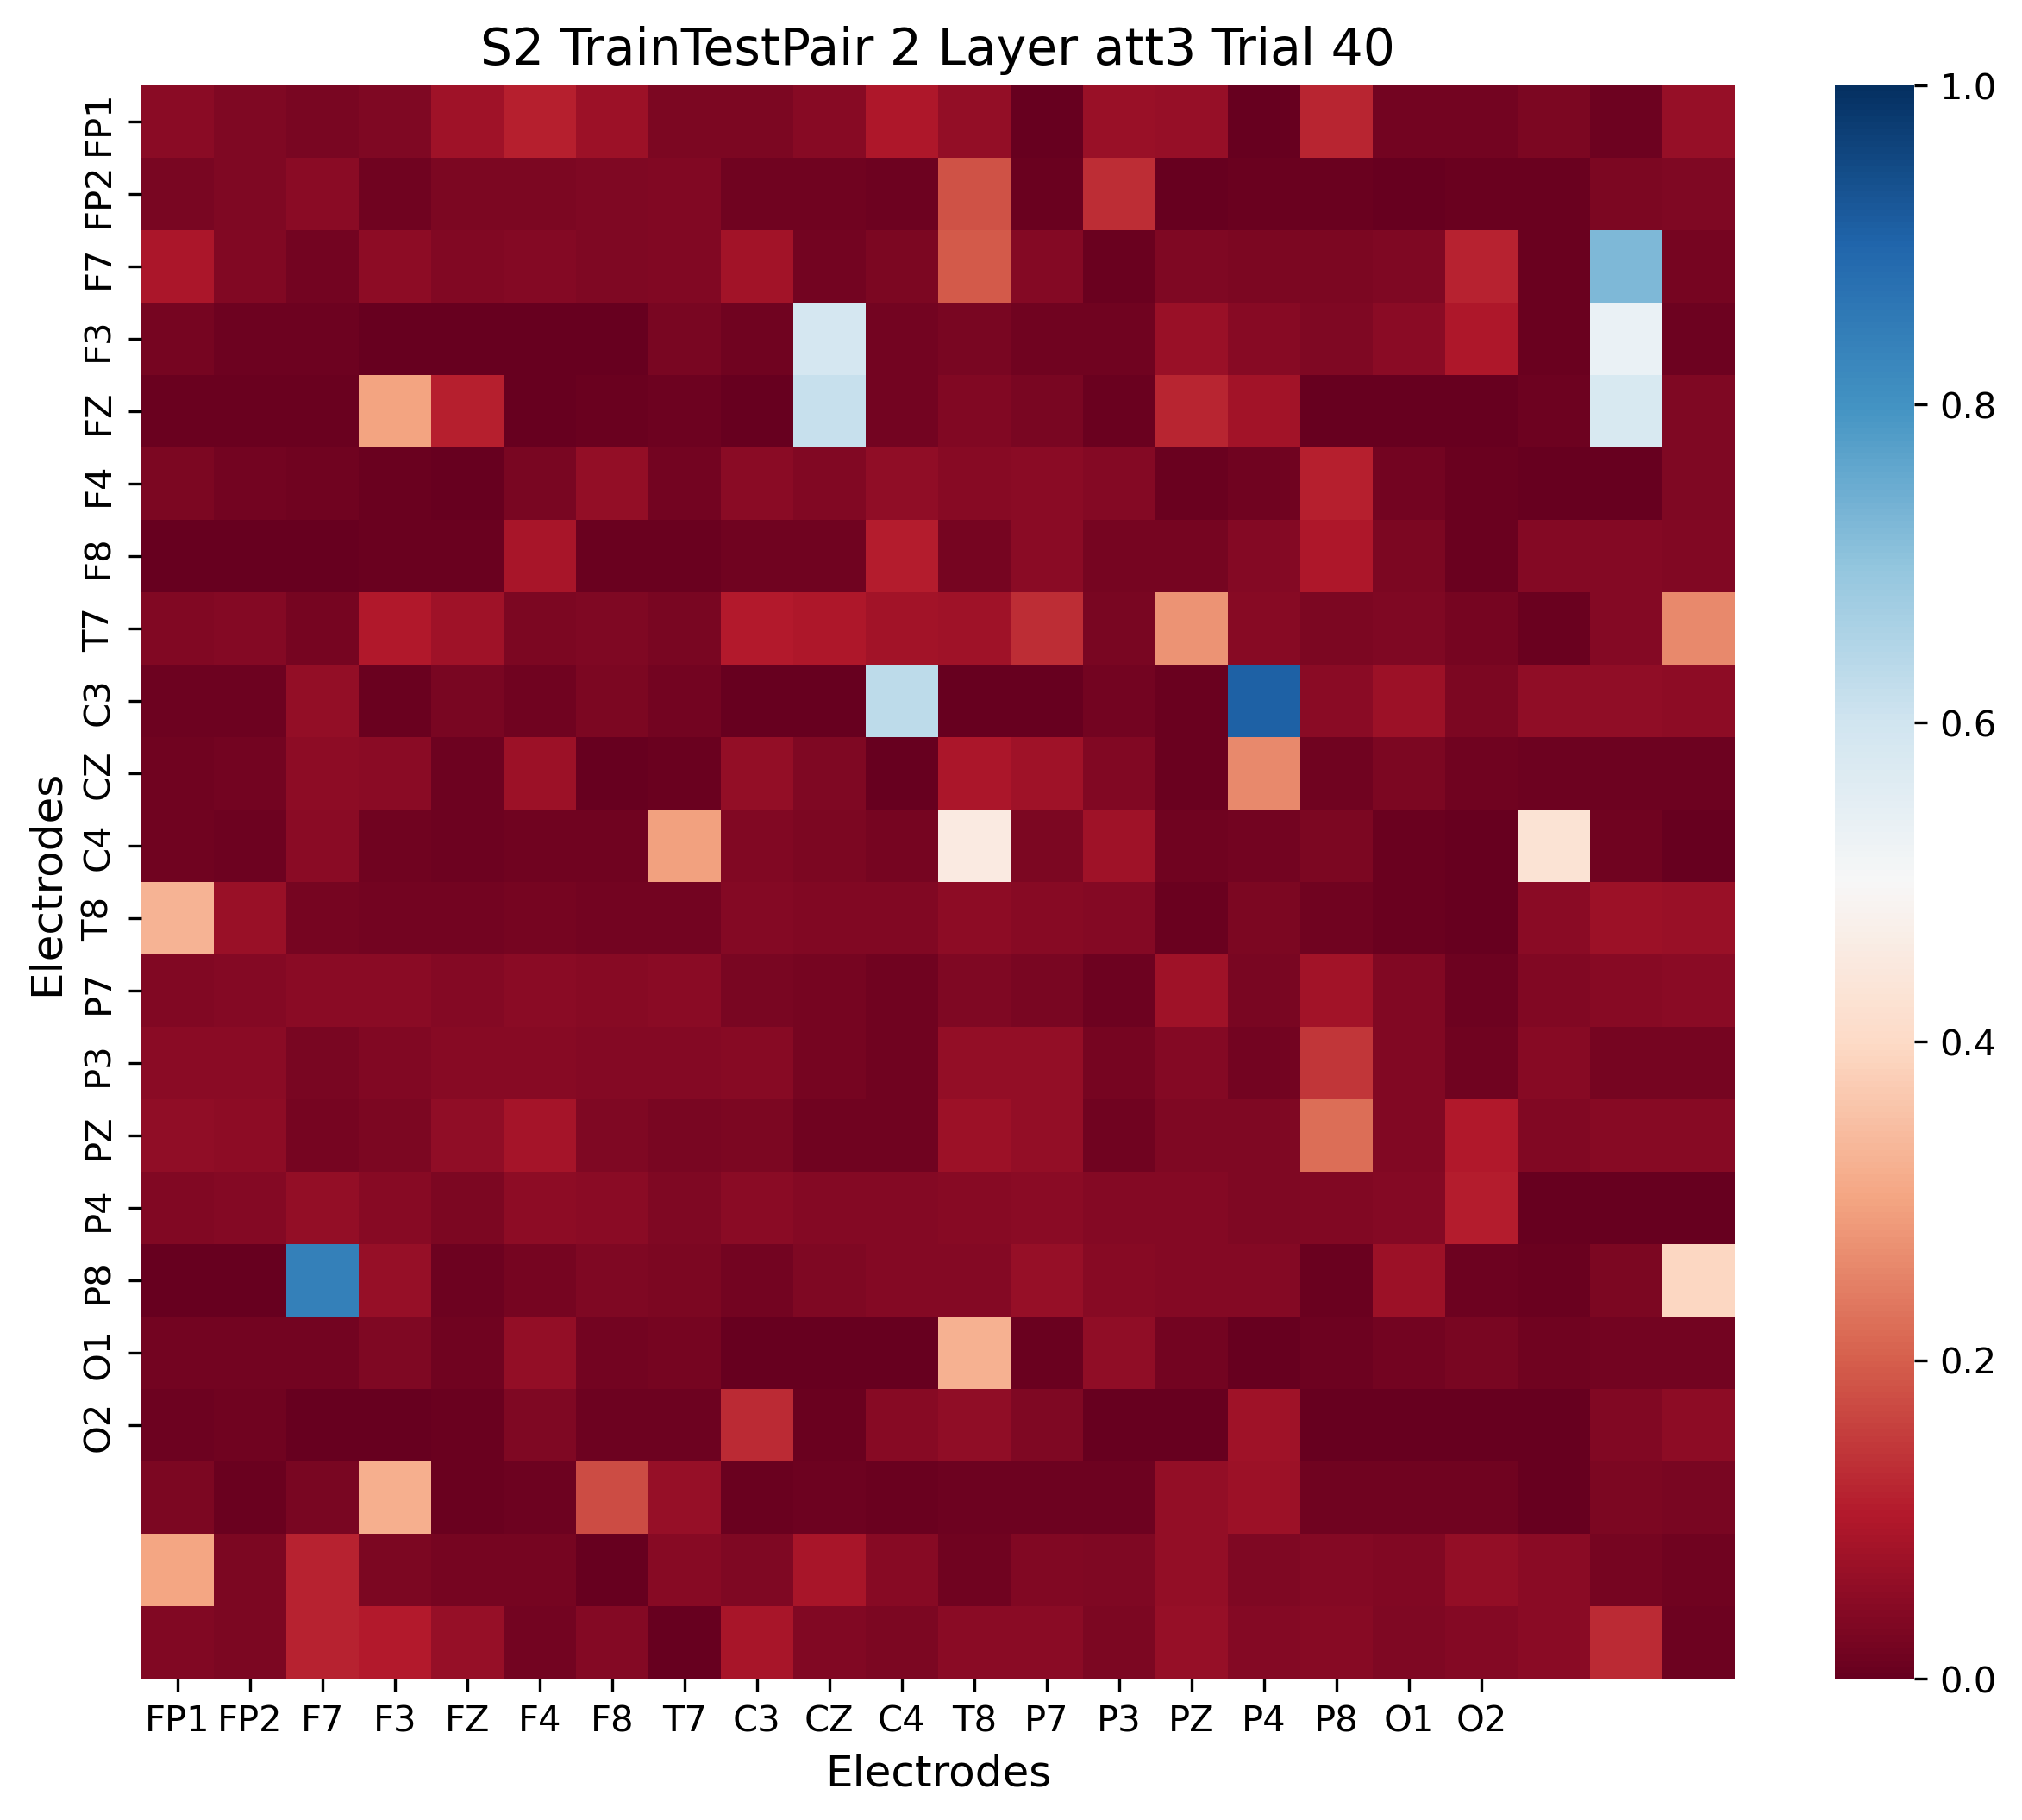 S2 TrainTestPair 2 Layer att3 Trial 40
Electrodes
FP1
FP2
F7
F3
FZ
F4
F8
T7
C3
CZ
C4
T8
P7
P3
PZ
P4
P8
O1
O2
FP1 FP2 F7 F3 FZ F4 F8 T7 C3 CZ C4 T8 P7 P3 PZ P4 P8 O1 O2
Electrodes
1.0
0.8
0.6
0.4
0.2
0.0